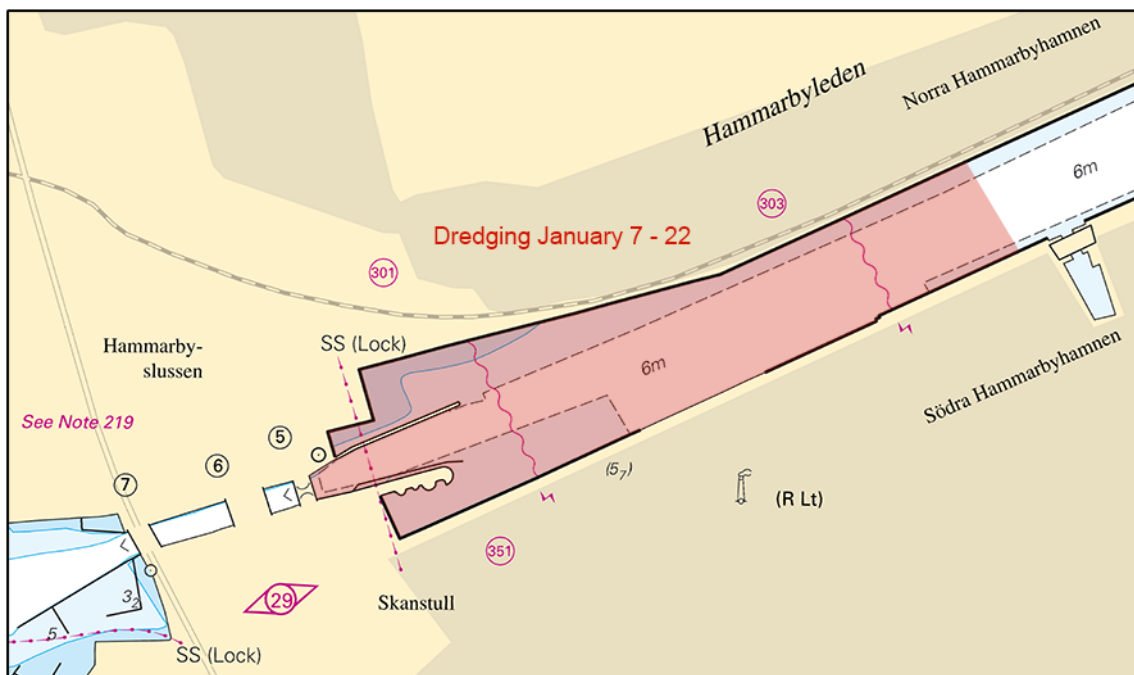 Norra Hammarbyhamnen
Hammarbyleden
6m
303
Dredging January 7 - 22
301
SS (Lock)
Hammarby-
slussen
6m
Södra Hammarbyhamnen
See Note 219
5
6
7
(5₇)
(R Lt)
351
29
Skanstull
3₂
5
SS (Lock)